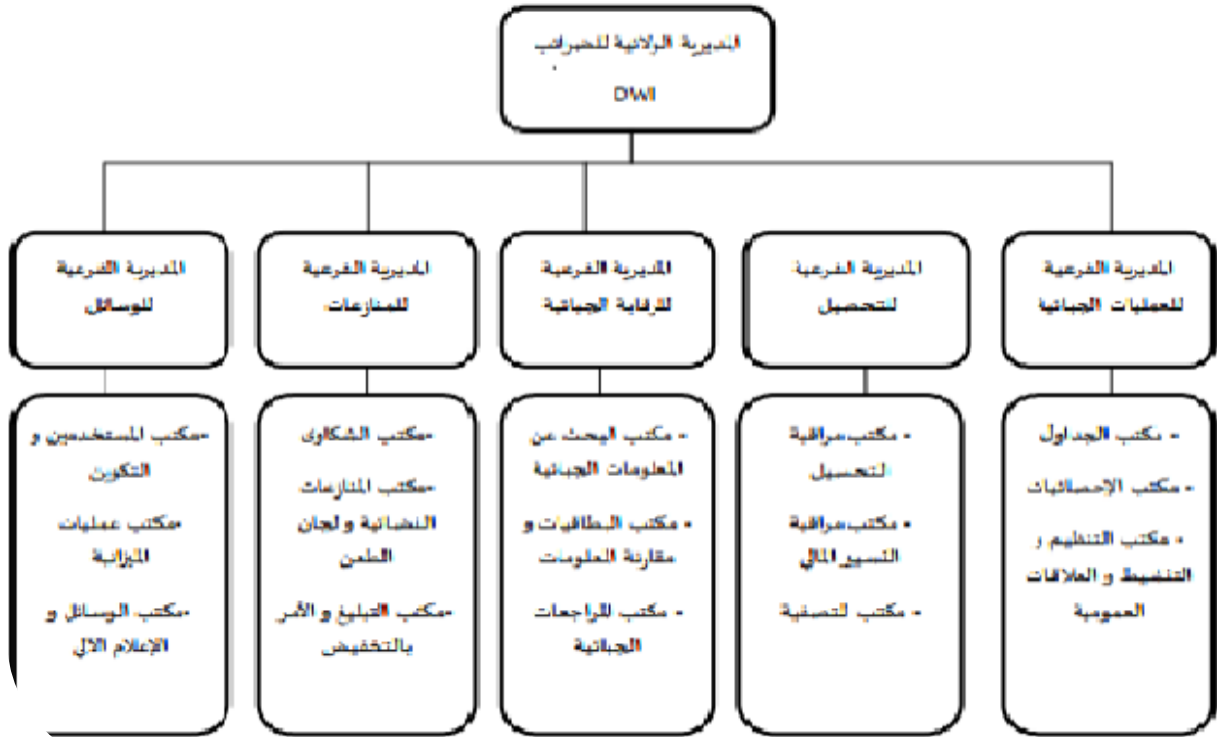 المديرية الولائية للضرائب
DWI
المديرية الفرعية
للعمليات الجبائية
المديرية الفرعية
للتحصيل
المديرية الفرعية
للرقابة الجبائية
المديرية الفرعية
للمنازعات
المديرية الفرعية
للوسائل
- مكتب الجداول
- مكتب الإحصائيات
- مكتب التنظيم و
التنشيط و العلاقات
العمومية
- مكتب مراقبة
التحصيل
- مكتب مراقبة
التسيير المالي
- مكتب التصفية
- مكتب البحث عن
المعلومات الجبائية
- مكتب البطاقيات و
مقارنة المعلومات
- مكتب المراجعات
الجبائية
-مكتب الشكاوى
-مكتب المنازعات
القضائية و لجان
الطعن
-مكتب التبليغ و الأمر
بالتخفيض
-مكتب المستخدمين و
التكوين
-مكتب عمليات
الميزانية
-مكتب الوسائل و
الإعلام الآلي